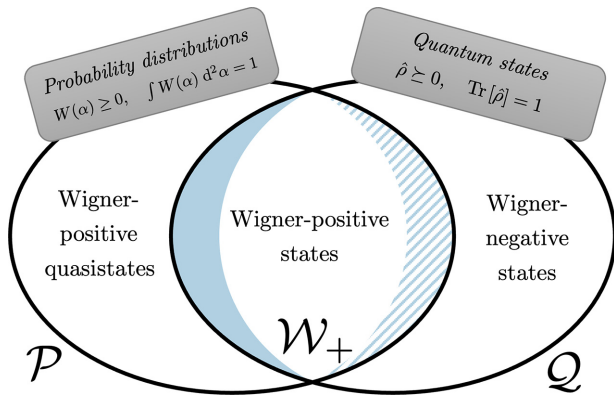 Probability distributions
W(α) ≥ 0, ∫W(α) d²α = 1
Quantum states
ρ̂ ⪰ 0, Tr [ρ̂] = 1
Wigner-
positive
quasistates
Wigner-positive
states
Wigner-
negative
states
𝒲₊
𝒫
𝒬